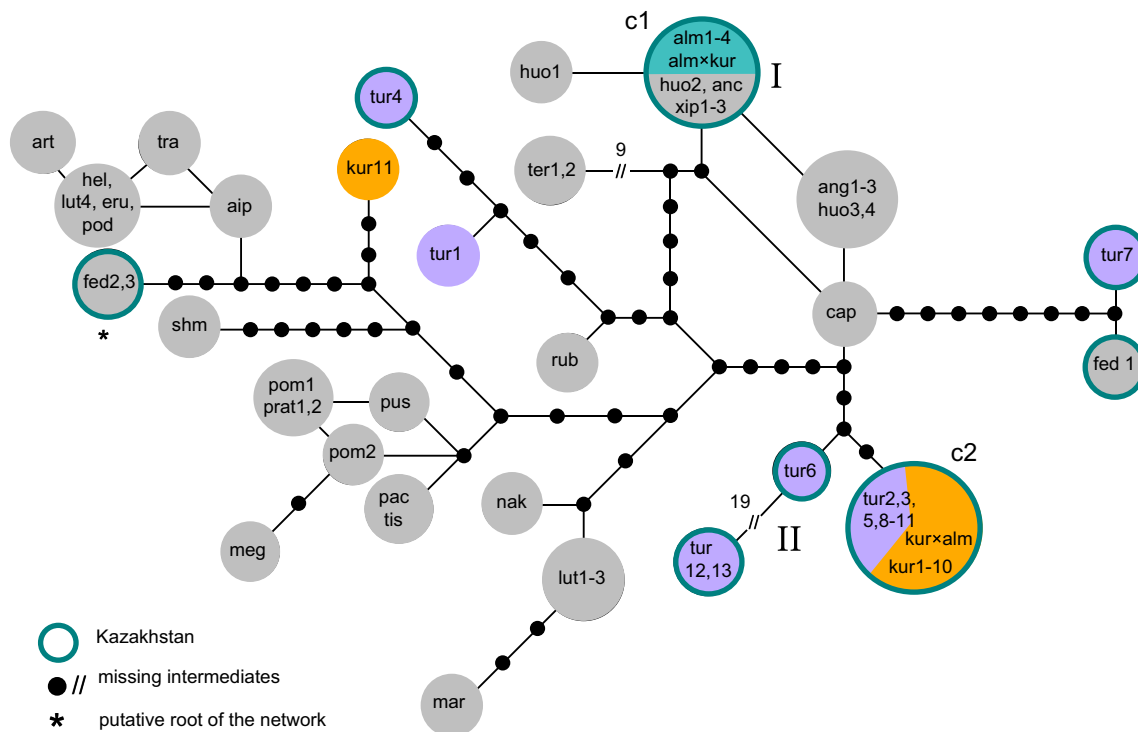 c1
alm1-4
alm×kur
huo2, anc
xip1-3
I
huo1
tur4
art
tra
kur11
9
ter1,2
ang1-3
huo3,4
hel,
lut4, eru,
pod
aip
tur1
tur7
fed2,3
*
shm
cap
rub
fed 1
pom1
prat1,2
pus
pom2
c2
tur6
pac
tis
nak
19
II
tur2,3,
5,8-11
kur×alm
kur1-10
meg
tur
12,13
lut1-3
mar
Kazakhstan
// missing intermediates
* putative root of the network